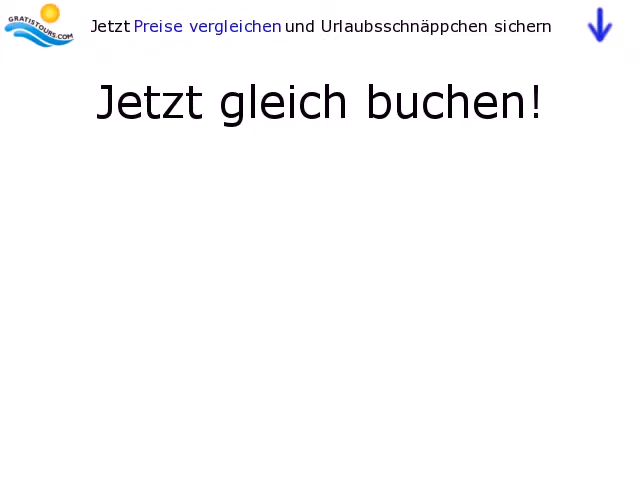 GRATISTOURS.COM
Jetzt Preise vergleichen und Urlaubsschnäppchen sichern
Jetzt gleich buchen!